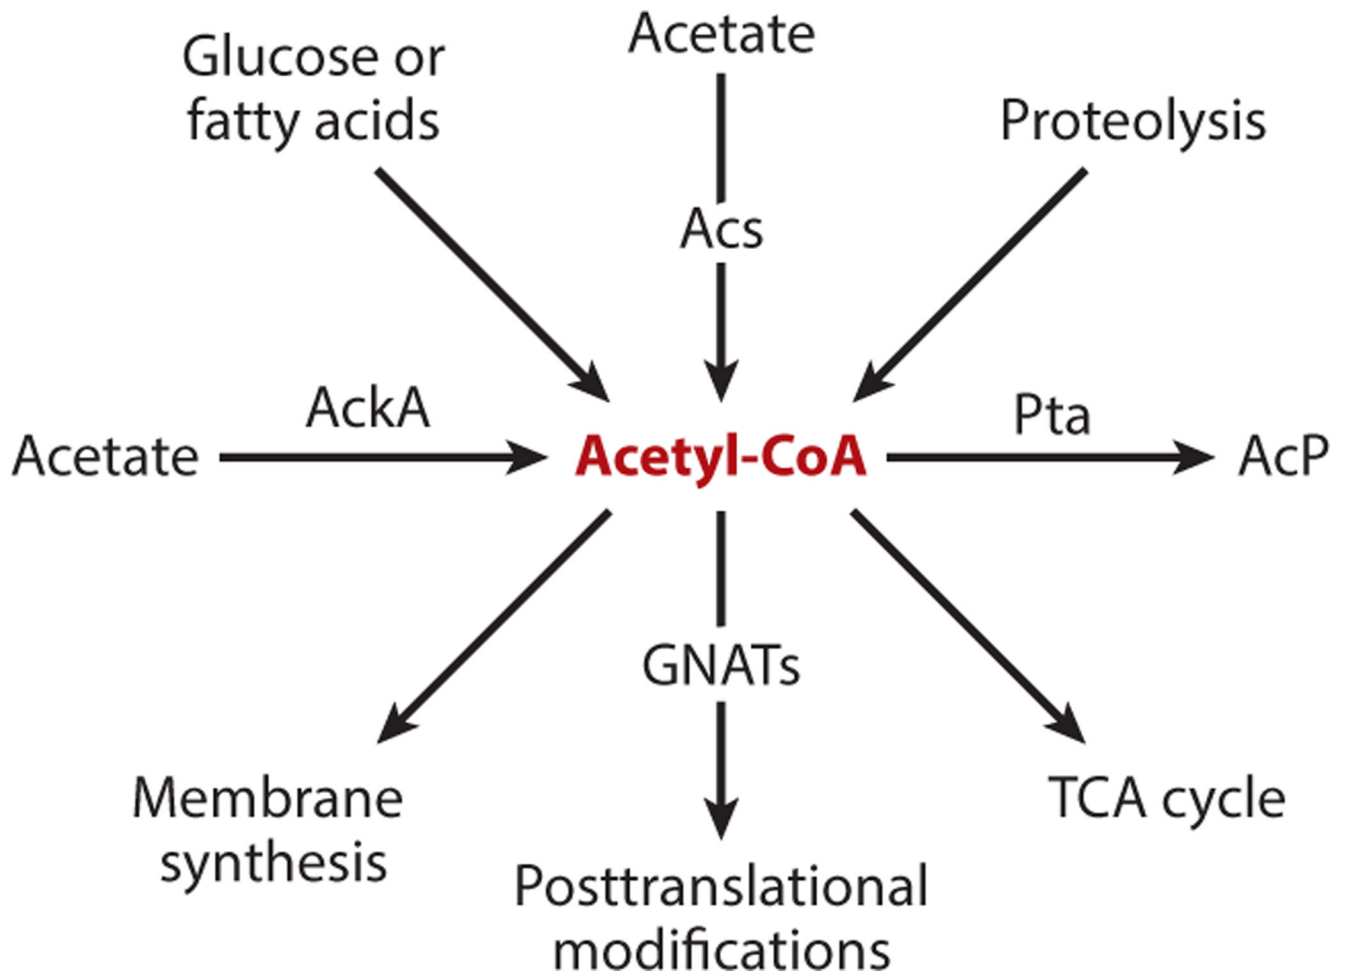 Acetate
Glucose or
fatty acids
Proteolysis
Acs
AckA
Pta
Acetate
Acetyl-CoA
AcP
GNATs
Membrane
synthesis
TCA cycle
Posttranslational
modifications